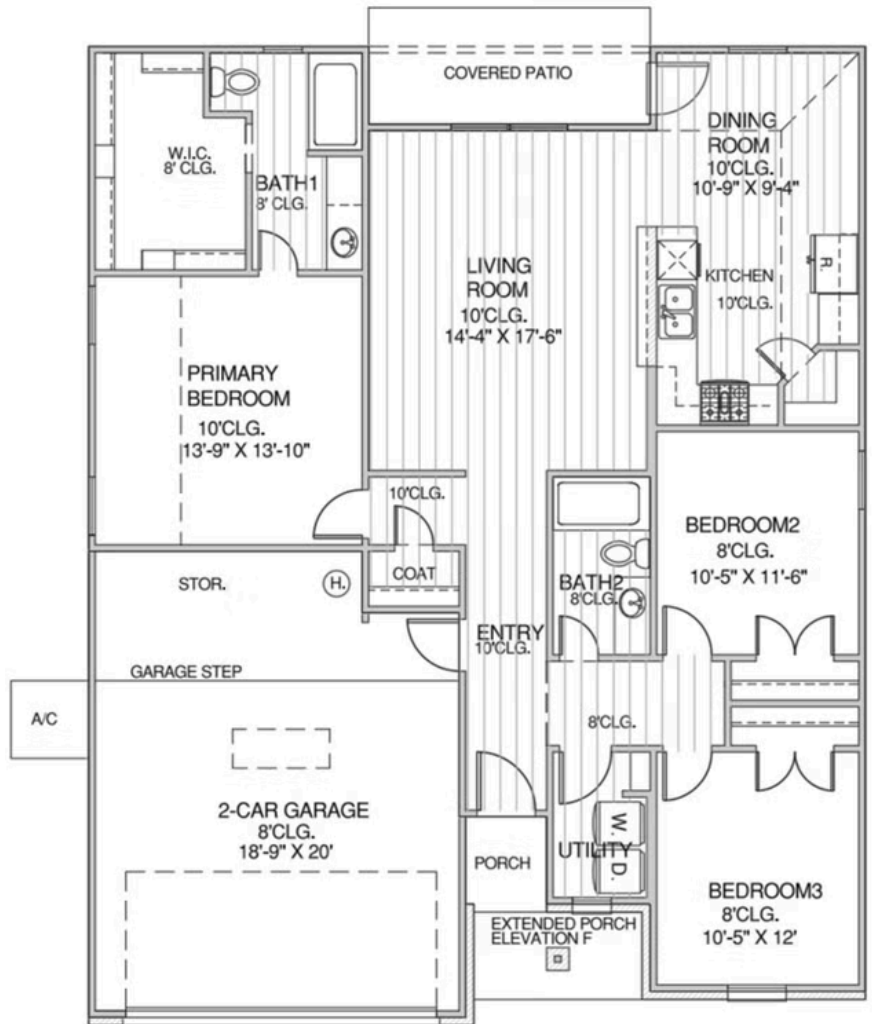 COVERED PATIO
DINING
ROOM
10'CLG.
10'-9" X 9'-4"
W.I.C.
8' CLG.
BATH1
8' CLG.
LIVING
ROOM
10'CLG.
14'-4" X 17'-6"
KITCHEN
10'CLG.
R.
PRIMARY
BEDROOM
10'CLG.
13'-9" X 13'-10"
10'CLG.
COAT
STOR.
H.
BEDROOM2
8'CLG.
10'-5" X 11'-6"
BATH2
8'CLG.
ENTRY
10'CLG.
GARAGE STEP
A/C
8'CLG.
2-CAR GARAGE
8'CLG.
18'-9" X 20'
W.
D.
UTILITY
PORCH
BEDROOM3
8'CLG.
10'-5" X 12'
EXTENDED PORCH
ELEVATION F